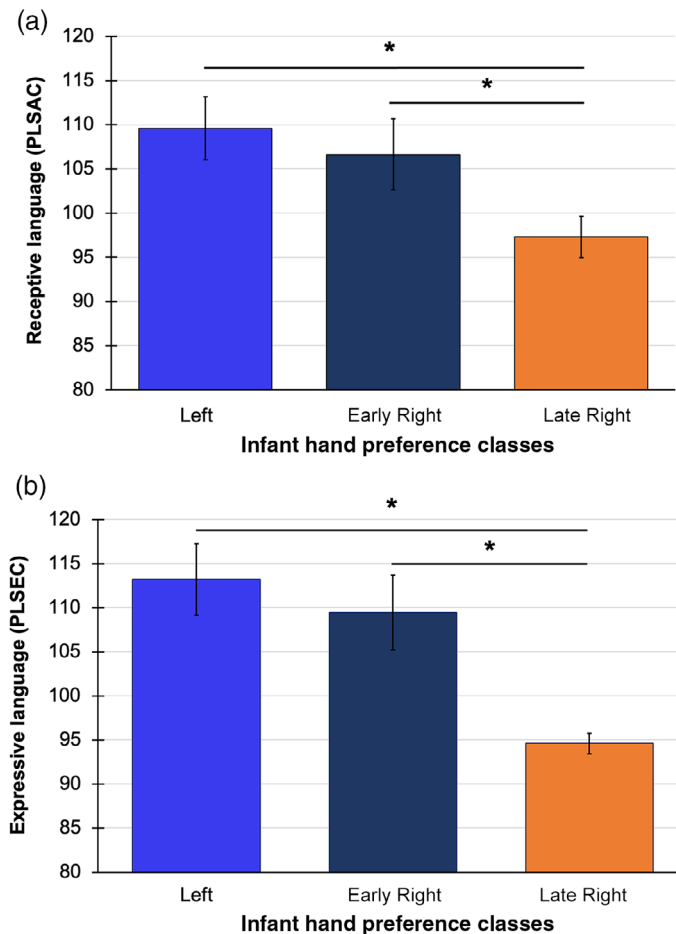 (a)
120
115
110
105
100
95
90
85
80
Receptive language (PLSAC)
*
*
Left
Early Right
Late Right
Infant hand preference classes
(b)
120
115
110
105
100
95
90
85
80
Expressive language (PLSEC)
*
*
Left
Early Right
Late Right
Infant hand preference classes